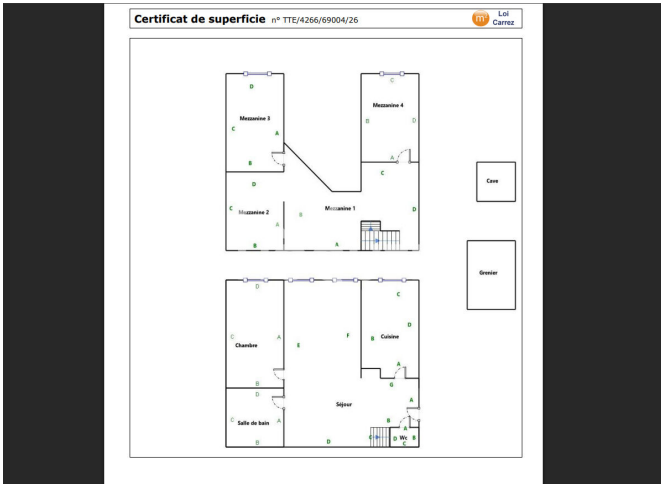 Certificat de superficie n° TTE/4266/69004/26
m²
Loi
Carrez
D
C
Mezzanine 3
Mezzanine 4
C
A
B
D
B
A
D
C
Cave
C
Mezzanine 2
B
Mezzanine 1
D
A
B
A
Grenier
D
C
D
C
A
E
F
B
Cuisine
Chambre
A
B
G
D
A
Séjour
C
Salle de bain
A
B
A
C
D
Wc
B
B
D
C